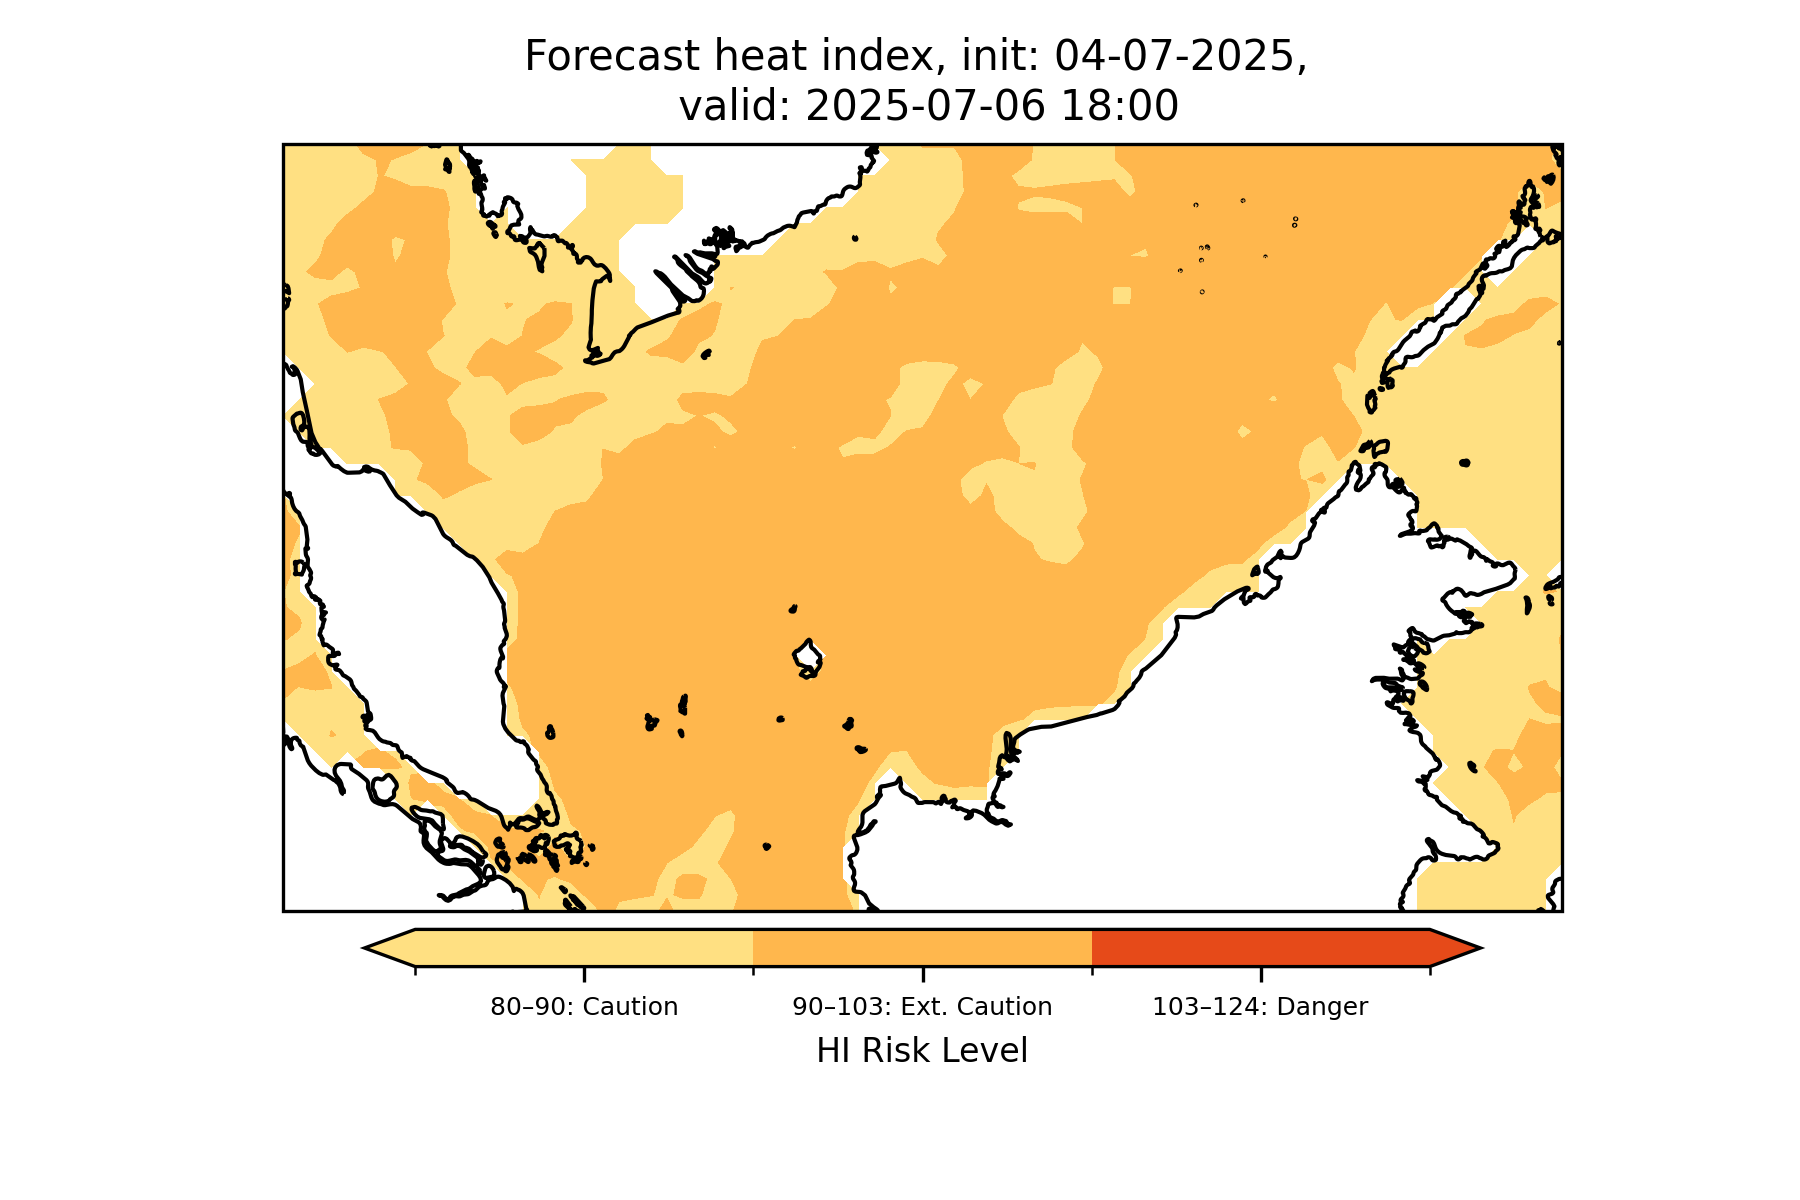 Forecast heat index, init: 04-07-2025,
valid: 2025-07-06 18:00
80–90: Caution
90–103: Ext. Caution
103–124: Danger
HI Risk Level